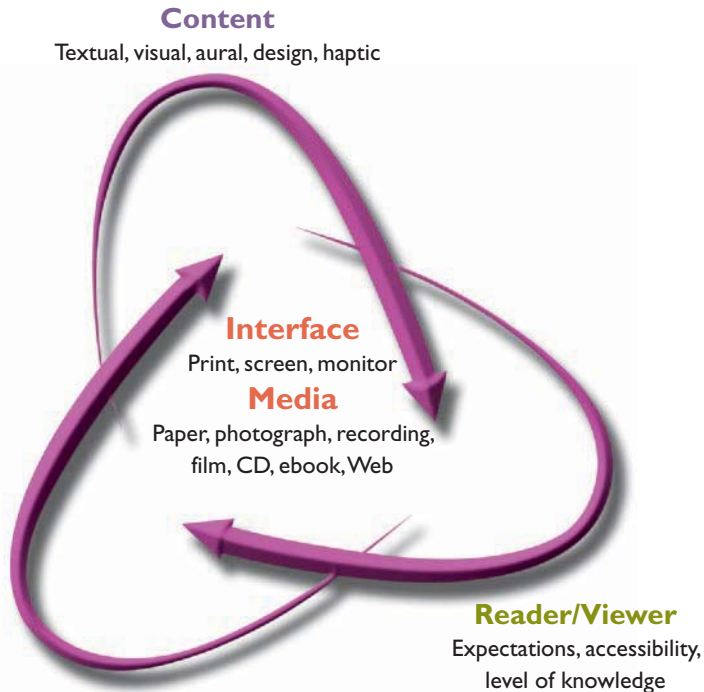 Content
Textual, visual, aural, design, haptic
Interface
Print, screen, monitor
Media
Paper, photograph, recording,
film, CD, ebook, Web
Reader/Viewer
Expectations, accessibility,
level of knowledge